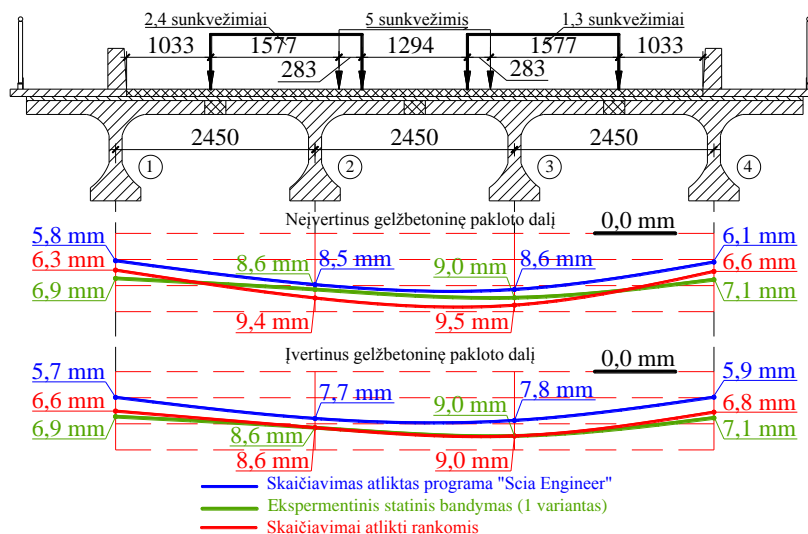 2,4 sunkvežimiai 5 sunkvežimis 1,3 sunkvežimiai
1033 1577 1294 1577 1033
283 283
2450 2450 2450
1 2 3 4
Neįvertinus gelžbetoninę pakloto dalį 0,0 mm
5,8 mm 8,6 mm 8,5 mm 9,0 mm 8,6 mm 6,1 mm
6,3 mm 6,6 mm
6,9 mm 7,1 mm
9,4 mm 9,5 mm
Įvertinus gelžbetoninę pakloto dalį 0,0 mm
5,7 mm 7,7 mm 7,8 mm 5,9 mm
6,6 mm 9,0 mm 6,8 mm
6,9 mm 8,6 mm 7,1 mm
8,6 mm 9,0 mm
Skaičiavimas atliktas programa "Scia Engineer"
Ekspermentinis statinis bandymas (1 variantas)
Skaičiavimai atlikti rankomis